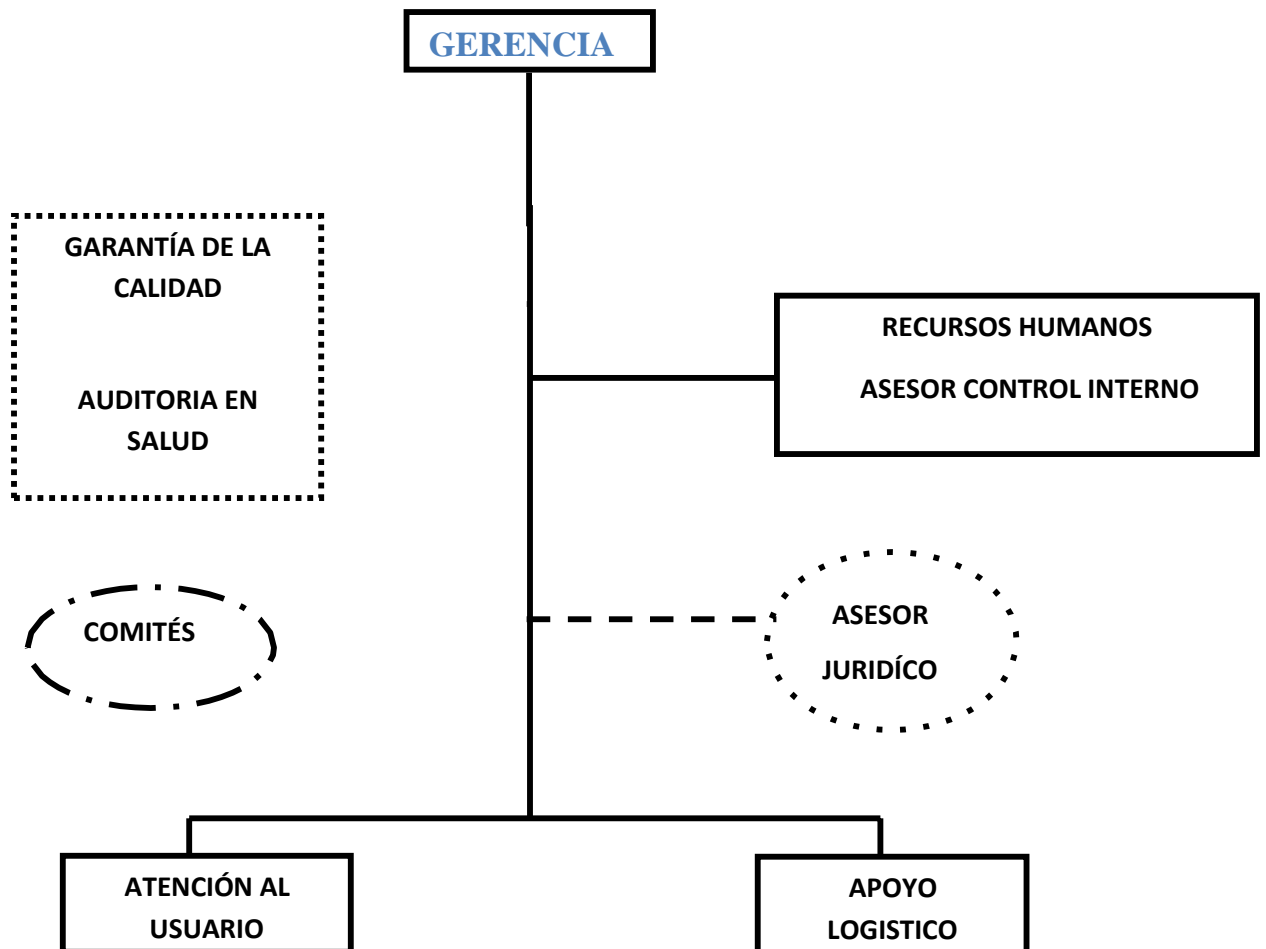 GERENCIA
GARANTÍA DE LA
CALIDAD
AUDITORIA EN
SALUD
RECURSOS HUMANOS
ASESOR CONTROL INTERNO
COMITÉS
ASESOR
JURIDÍCO
ATENCIÓN AL
USUARIO
APOYO
LOGISTICO